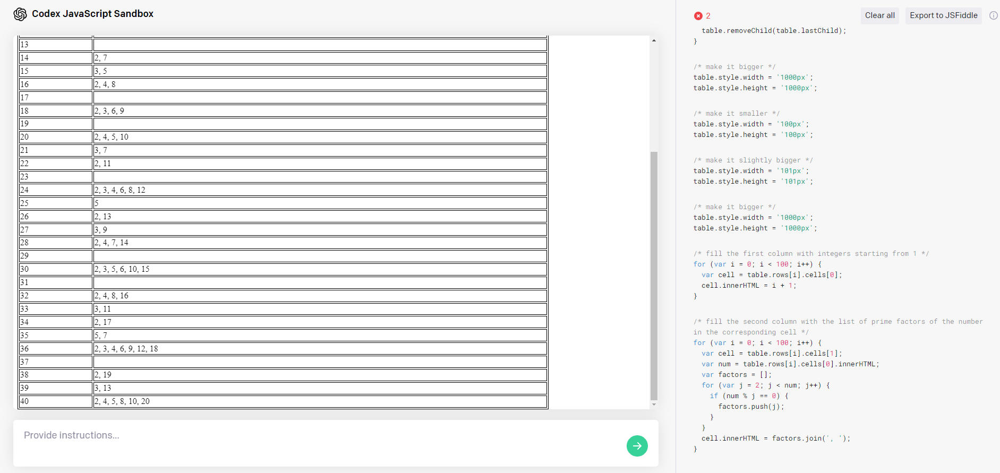 Codex JavaScript Sandbox
13
14 2, 7
15 3, 5
16 2, 4, 8
17
18 2, 3, 6, 9
19
20 2, 4, 5, 10
21 3, 7
22 2, 11
23
24 2, 3, 4, 6, 8, 12
25 5
26 2, 13
27 3, 9
28 2, 4, 7, 14
29
30 2, 3, 5, 6, 10, 15
31
32 2, 4, 8, 16
33 3, 11
34 2, 17
35 5, 7
36 2, 3, 4, 6, 9, 12, 18
37
38 2, 19
39 3, 13
40 2, 4, 5, 8, 10, 20
Provide instructions...
2 Clear all Export to JSFiddle
table.removeChild(table.lastChild);
}
/* make it bigger */
table.style.width = '1000px';
table.style.height = '1000px';
/* make it smaller */
table.style.width = '100px';
table.style.height = '100px';
/* make it slightly bigger */
table.style.width = '101px';
table.style.height = '101px';
/* make it bigger */
table.style.width = '1000px';
table.style.height = '1000px';
/* fill the first column with integers starting from 1 */
for (var i = 0; i < 100; i++) {
var cell = table.rows[i].cells[0];
cell.innerHTML = i + 1;
}
/* fill the second column with the list of prime factors of the number
in the corresponding cell */
for (var i = 0; i < 100; i++) {
var cell = table.rows[i].cells[1];
var num = table.rows[i].cells[0].innerHTML;
var factors = [];
for (var j = 2; j < num; j++) {
if (num % j == 0) {
factors.push(j);
}
}
cell.innerHTML = factors.join(', ');
}